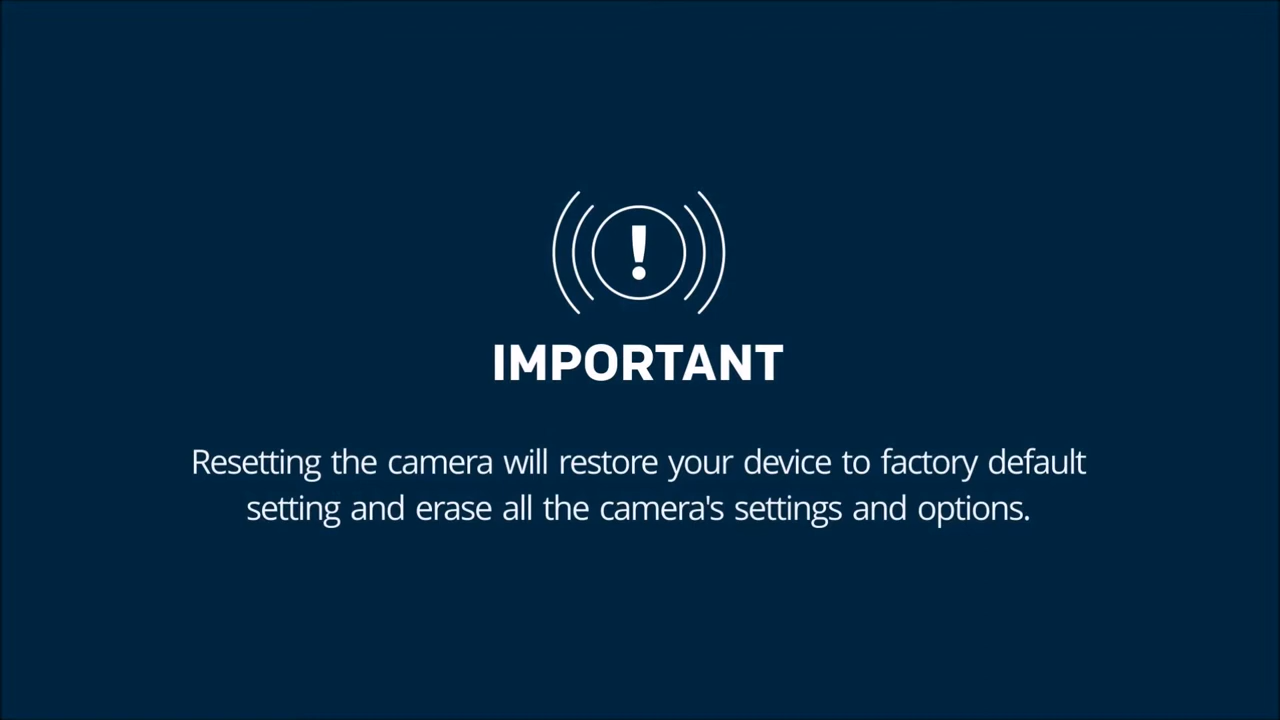 !
IMPORTANT
Resetting the camera will restore your device to factory default
setting and erase all the camera's settings and options.